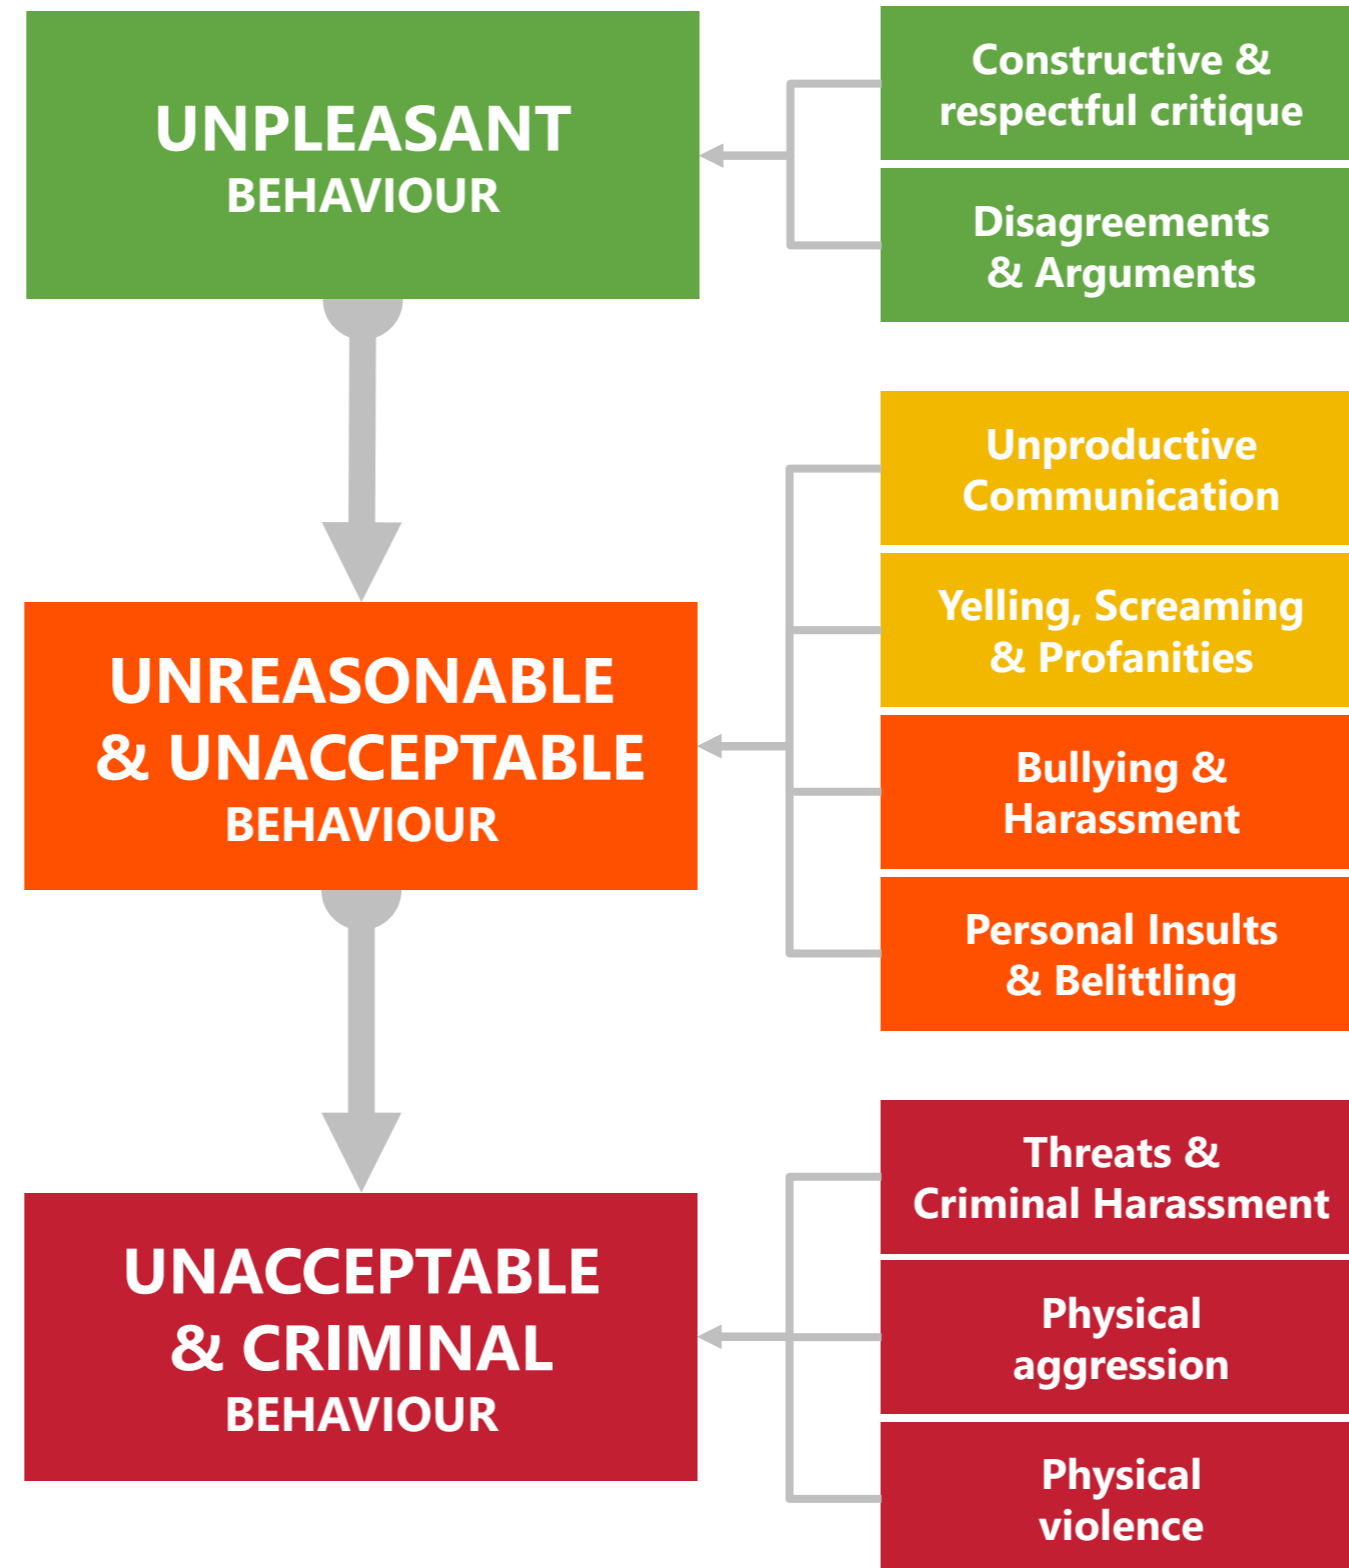 UNPLEASANT
BEHAVIOUR
Constructive &
respectful critique
Disagreements
& Arguments
UNREASONABLE
& UNACCEPTABLE
BEHAVIOUR
Unproductive
Communication
Yelling, Screaming
& Profanities
Bullying &
Harassment
Personal Insults
& Belittling
UNACCEPTABLE
& CRIMINAL
BEHAVIOUR
Threats &
Criminal Harassment
Physical
aggression
Physical
violence